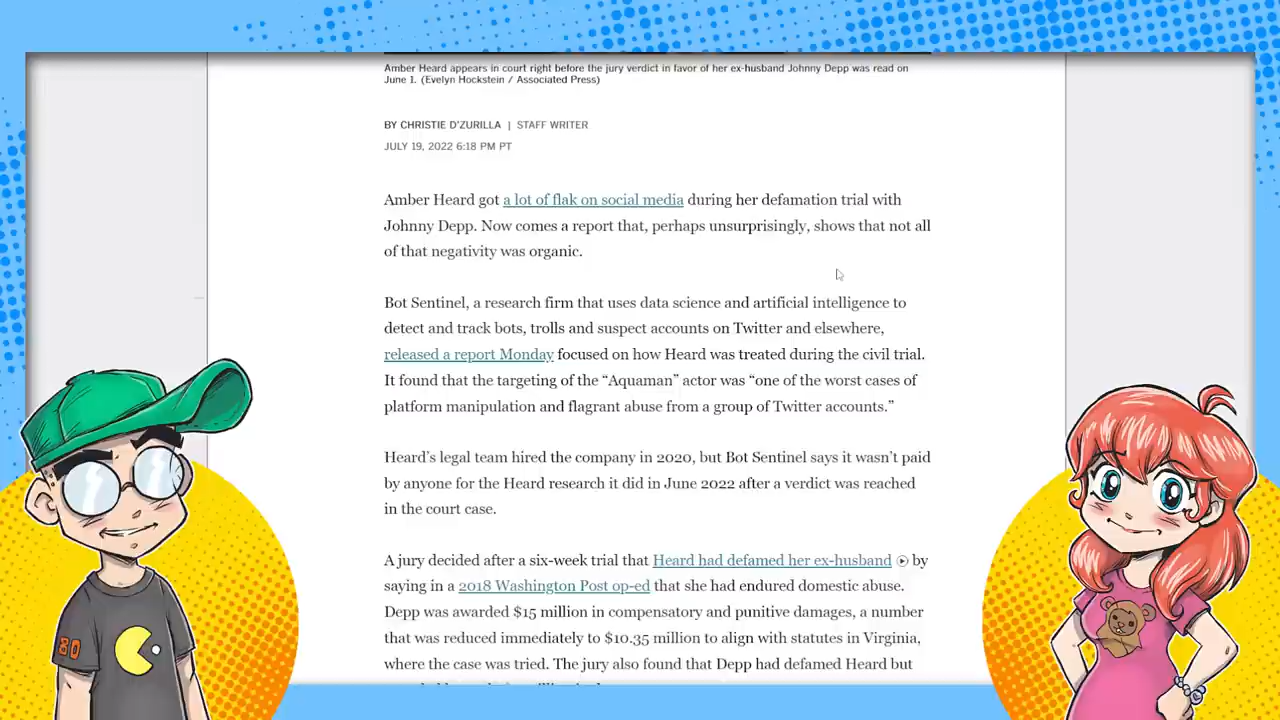 Amber Heard appears in court right before the jury verdict in favor of her ex-husband Johnny Depp was read on
June 1. (Evelyn Hockstein / Associated Press)
BY CHRISTIE D'ZURILLA | STAFF WRITER
JULY 19, 2022 6:18 PM PT
Amber Heard got a lot of flak on social media during her defamation trial with
Johnny Depp. Now comes a report that, perhaps unsurprisingly, shows that not all
of that negativity was organic.
Bot Sentinel, a research firm that uses data science and artificial intelligence to
detect and track bots, trolls and suspect accounts on Twitter and elsewhere,
released a report Monday focused on how Heard was treated during the civil trial.
It found that the targeting of the “Aquaman” actor was “one of the worst cases of
platform manipulation and flagrant abuse from a group of Twitter accounts.”
Heard’s legal team hired the company in 2020, but Bot Sentinel says it wasn’t paid
by anyone for the Heard research it did in June 2022 after a verdict was reached
in the court case.
A jury decided after a six-week trial that Heard had defamed her ex-husband by
saying in a 2018 Washington Post op-ed that she had endured domestic abuse.
Depp was awarded $15 million in compensatory and punitive damages, a number
that was reduced immediately to $10.35 million to align with statutes in Virginia,
where the case was tried. The jury also found that Depp had defamed Heard but
80